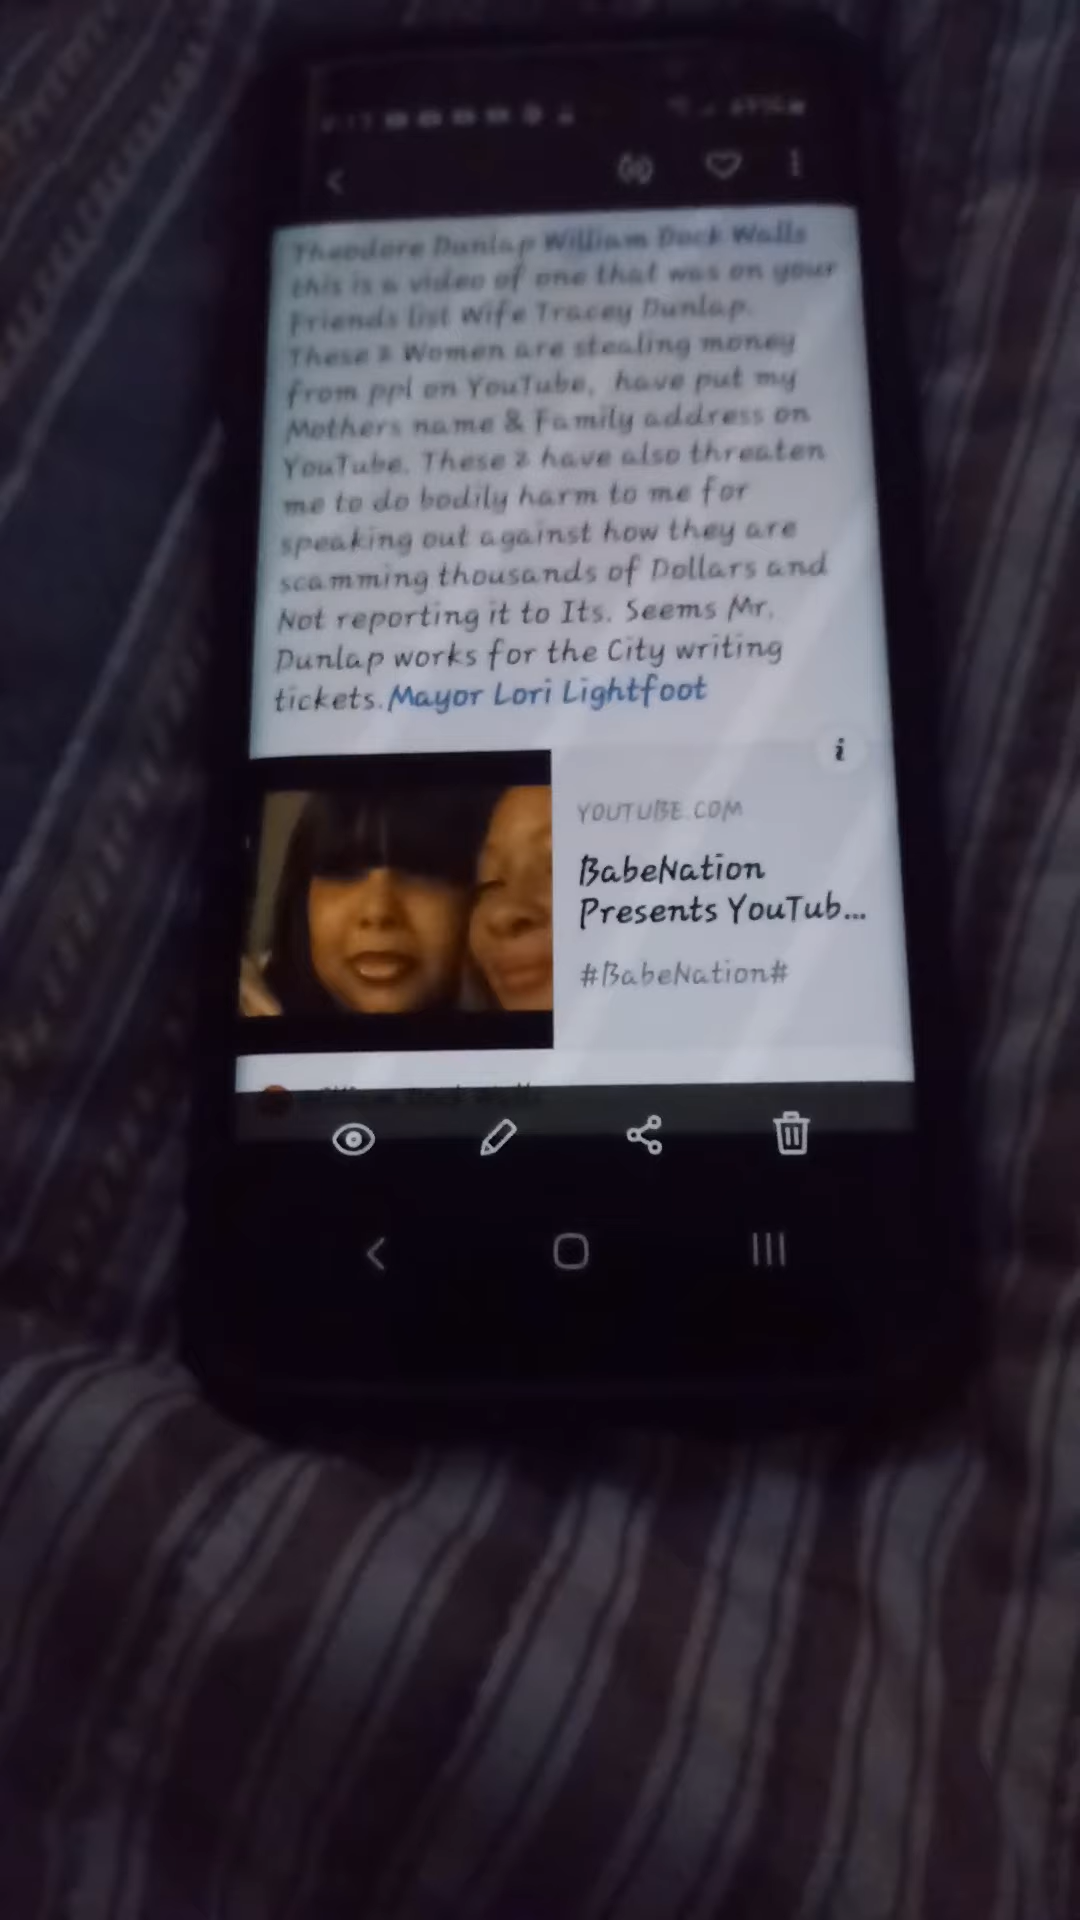 Theodore Dunlap William Dock Walls
this is a video of one that was on your
Friends list Wife Tracey Dunlap.
These 2 Women are stealing money
from ppl on YouTube, have put my
Mothers name & Family address on
YouTube. These 2 have also threaten
me to do bodily harm to me for
speaking out against how they are
scamming thousands of Dollars and
Not reporting it to Its. Seems Mr.
Dunlap works for the City writing
tickets. Mayor Lori Lightfoot
YOUTUBE.COM
BabeNation
Presents YouTub...
#BabeNation#